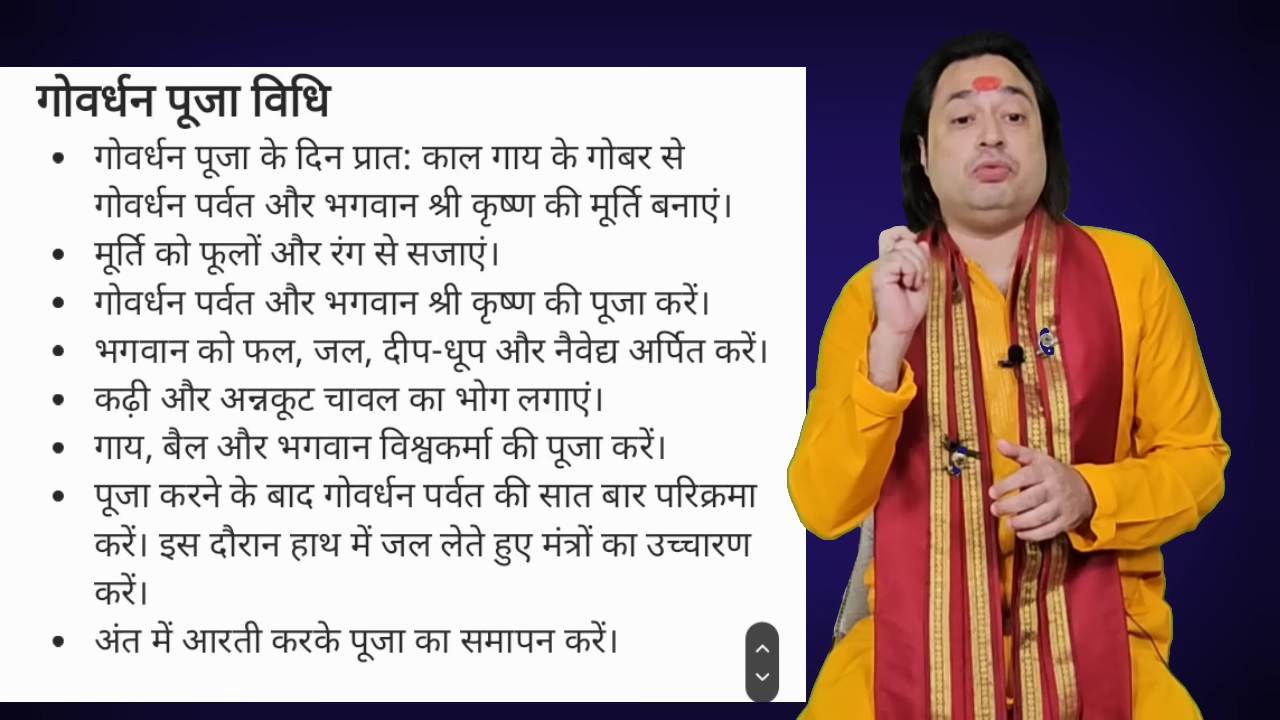 गोवर्धन पूजा विधि
• गोवर्धन पूजा के दिन प्रात: काल गाय के गोबर से
गोवर्धन पर्वत और भगवान श्री कृष्ण की मूर्ति बनाएं।
• मूर्ति को फूलों और रंग से सजाएं।
• गोवर्धन पर्वत और भगवान श्री कृष्ण की पूजा करें।
• भगवान को फल, जल, दीप-धूप और नैवेद्य अर्पित करें।
• कढ़ी और अन्नकूट चावल का भोग लगाएं।
• गाय, बैल और भगवान विश्वकर्मा की पूजा करें।
• पूजा करने के बाद गोवर्धन पर्वत की सात बार परिक्रमा
करें। इस दौरान हाथ में जल लेते हुए मंत्रों का उच्चारण
करें।
• अंत में आरती करके पूजा का समापन करें।